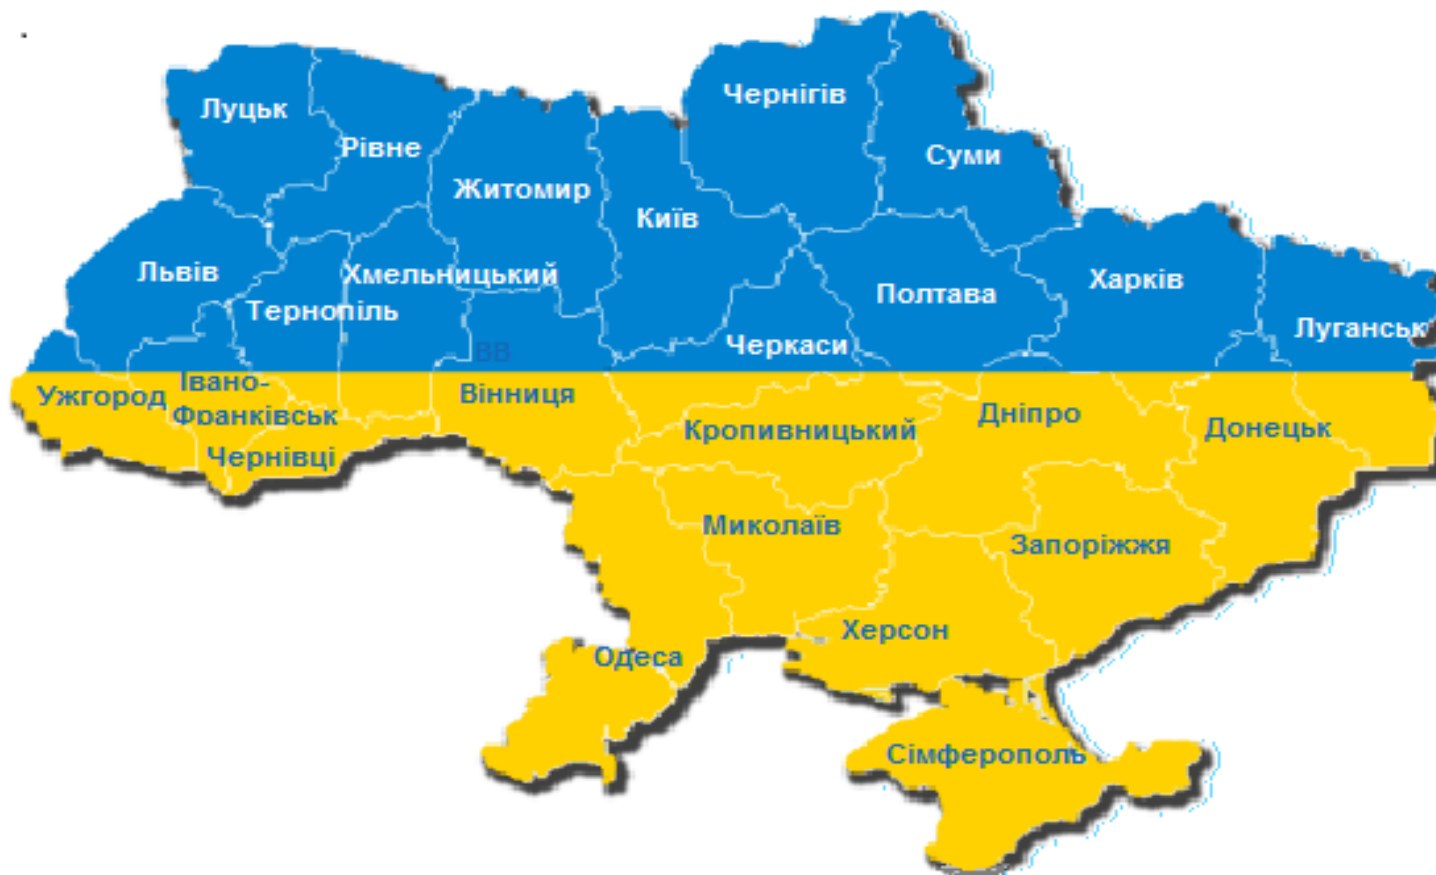 Чернігів
Луцьк
Рівне
Суми
Житомир
Київ
Львів
Хмельницький
Харків
Полтава
Тернопіль
Луганськ
Черкаси
ВВ
Ужгород
Івано-
Франківськ
Вінниця
Дніпро
Кропивницький
Донецьк
Чернівці
Миколаїв
Запоріжжя
Херсон
Одеса
Сімферополь